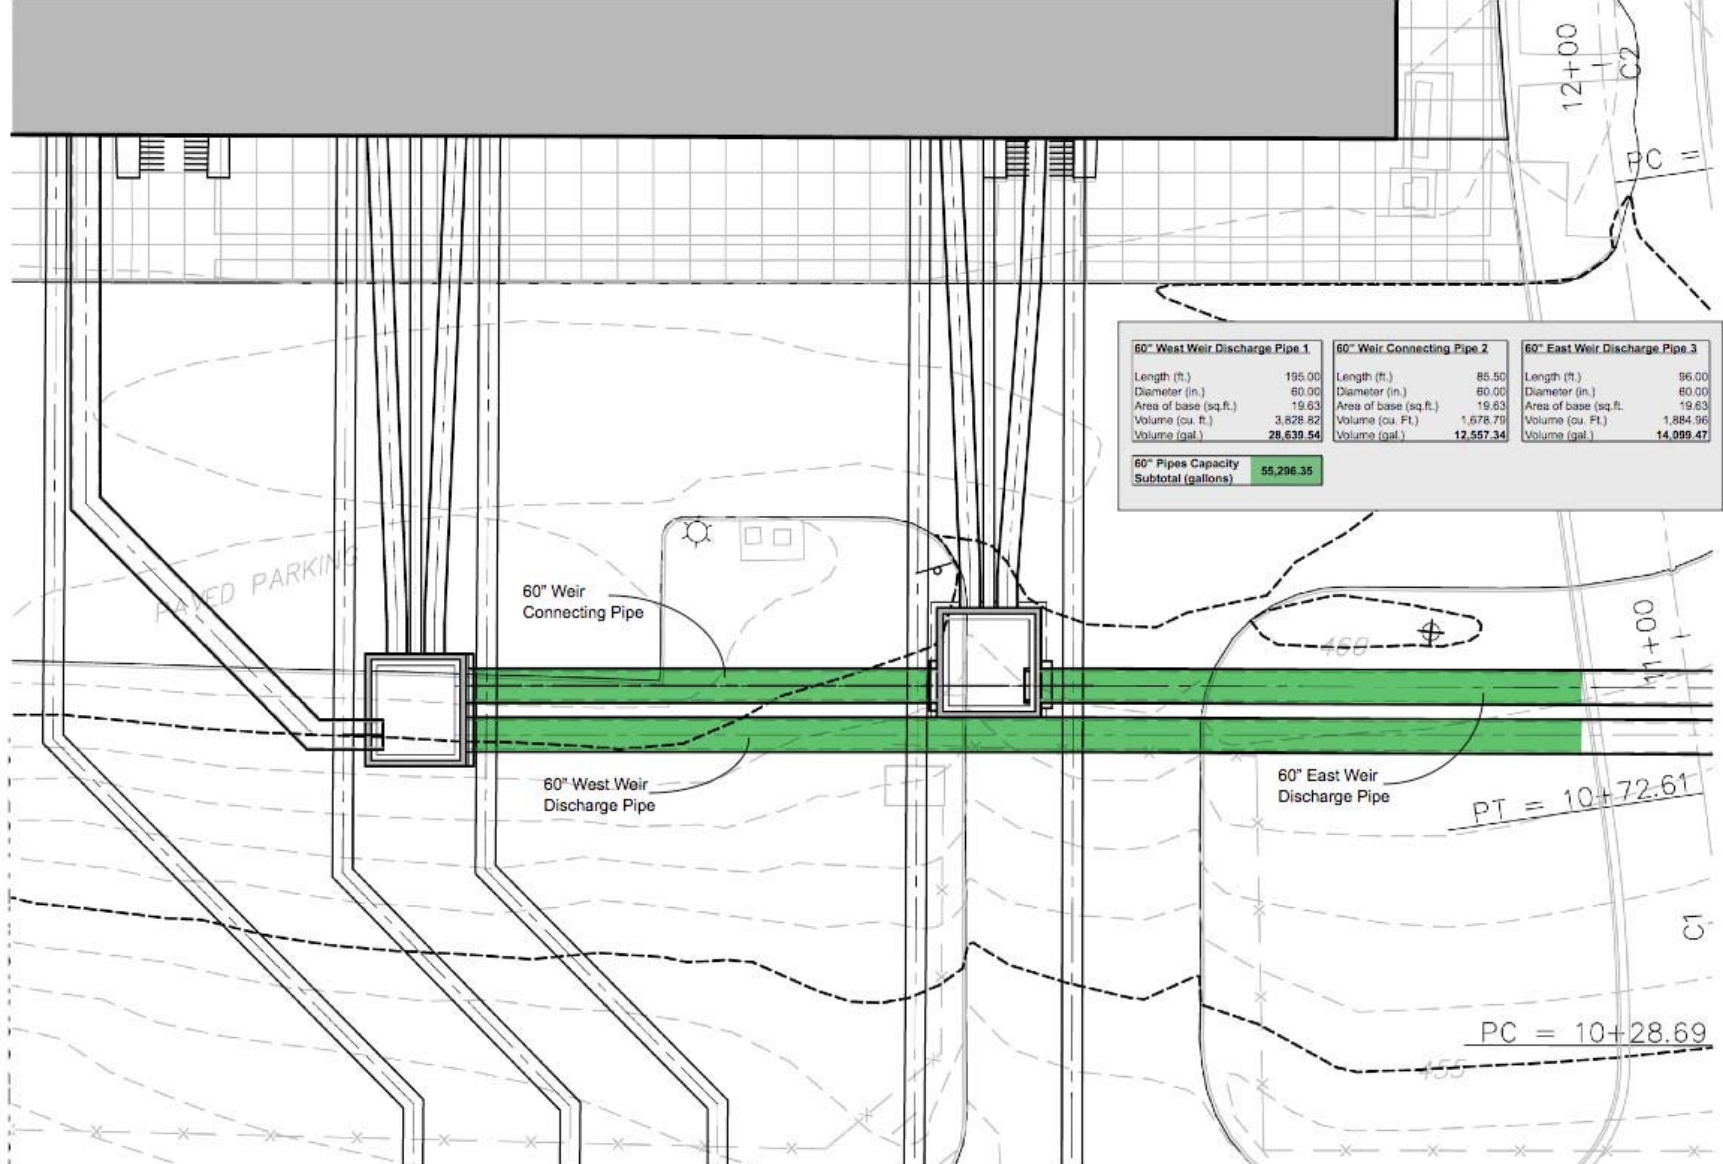 12+00
C2
PC =
60" West Weir Discharge Pipe 1
Length (ft.) 195.00
Diameter (in.) 60.00
Area of base (sq.ft.) 19.63
Volume (cu. ft.) 3,828.82
Volume (gal.) 28,639.54
60" Weir Connecting Pipe 2
Length (ft.) 85.50
Diameter (in.) 60.00
Area of base (sq.ft.) 19.63
Volume (cu. Ft.) 1,678.79
Volume (gal.) 12,557.34
60" East Weir Discharge Pipe 3
Length (ft.) 96.00
Diameter (in.) 60.00
Area of base (sq.ft. 19.63
Volume (cu. Ft.) 1,884.96
Volume (gal.) 14,099.47
60" Pipes Capacity
Subtotal (gallons) 55,296.35
PAVED PARKING
60" Weir
Connecting Pipe
460
11+00
60" West Weir
Discharge Pipe
60" East Weir
Discharge Pipe
PT = 10+72.61
C1
PC = 10+28.69
455